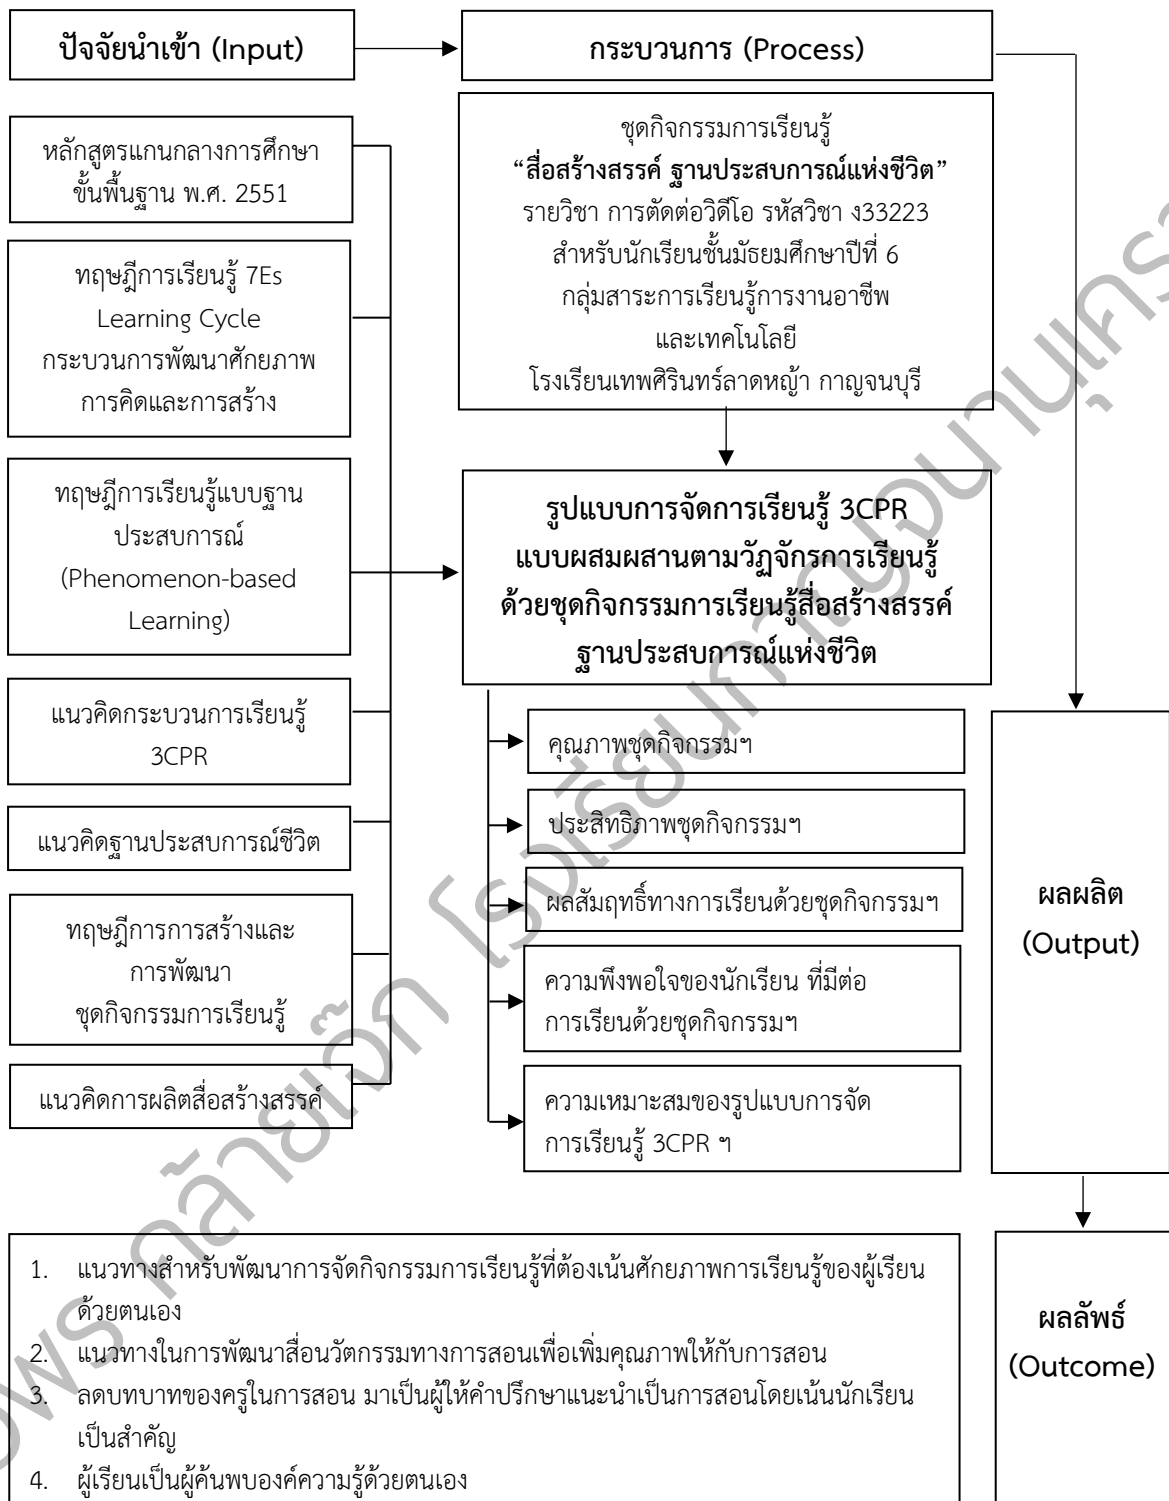 ปัจจัยนำเข้า (Input)
กระบวนการ (Process)
หลักสูตรแกนกลางการศึกษา
ขั้นพื้นฐาน พ.ศ. 2551
ทฤษฎีการเรียนรู้ 7Es
Learning Cycle
กระบวนการพัฒนาศักยภาพ
การคิดและการสร้าง
ทฤษฎีการเรียนรู้แบบฐาน
ประสบการณ์
(Phenomenon-based
Learning)
แนวคิดกระบวนการเรียนรู้
3CPR
แนวคิดฐานประสบการณ์ชีวิต
ทฤษฎีการการสร้างและ
การพัฒนา
ชุดกิจกรรมการเรียนรู้
แนวคิดการผลิตสื่อสร้างสรรค์
ชุดกิจกรรมการเรียนรู้
“สื่อสร้างสรรค์ ฐานประสบการณ์แห่งชีวิต”
รายวิชา การตัดต่อวิดีโอ รหัสวิชา ง33223
สำหรับนักเรียนชั้นมัธยมศึกษาปีที่ 6
กลุ่มสาระการเรียนรู้การงานอาชีพ
และเทคโนโลยี
โรงเรียนเทพศิรินทร์ลาดหญ้า กาญจนบุรี
รูปแบบการจัดการเรียนรู้ 3CPR
แบบผสมผสานตามวัฏจักรการเรียนรู้
ด้วยชุดกิจกรรมการเรียนรู้สื่อสร้างสรรค์
ฐานประสบการณ์แห่งชีวิต
คุณภาพชุดกิจกรรมฯ
ประสิทธิภาพชุดกิจกรรมฯ
ผลสัมฤทธิ์ทางการเรียนด้วยชุดกิจกรรมฯ
ความพึงพอใจของนักเรียน ที่มีต่อ
การเรียนด้วยชุดกิจกรรมฯ
ความเหมาะสมของรูปแบบการจัด
การเรียนรู้ 3CPR ฯ
ผลผลิต
(Output)
1. แนวทางสำหรับพัฒนาการจัดกิจกรรมการเรียนรู้ที่ต้องเน้นศักยภาพการเรียนรู้ของผู้เรียน
ด้วยตนเอง
2. แนวทางในการพัฒนาสื่อนวัตกรรมทางการสอนเพื่อเพิ่มคุณภาพให้กับการสอน
3. ลดบทบาทของครูในการสอน มาเป็นผู้ให้คำปรึกษาแนะนำเป็นการสอนโดยเน้นนักเรียน
เป็นสำคัญ
4. ผู้เรียนเป็นผู้ค้นพบองค์ความรู้ด้วยตนเอง
ผลลัพธ์
(Outcome)
คล้ายเจ๊ก โรงเรียนกาญจนานุเคราะห์